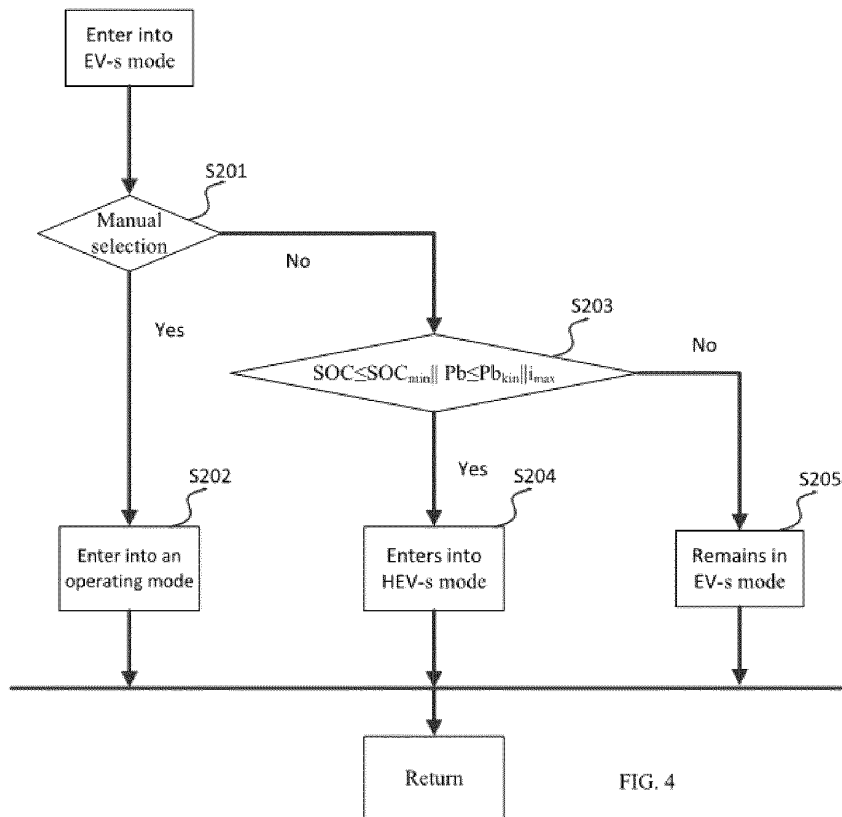 Enter into
EV-s mode
S201
Manual
selection
No
Yes
S203
SOC≤SOCmin|| Pb≤Pbkin||imax
No
Yes
S202
S204
S205
Enter into an
operating mode
Enters into
HEV-s mode
Remains in
EV-s mode
Return
FIG. 4